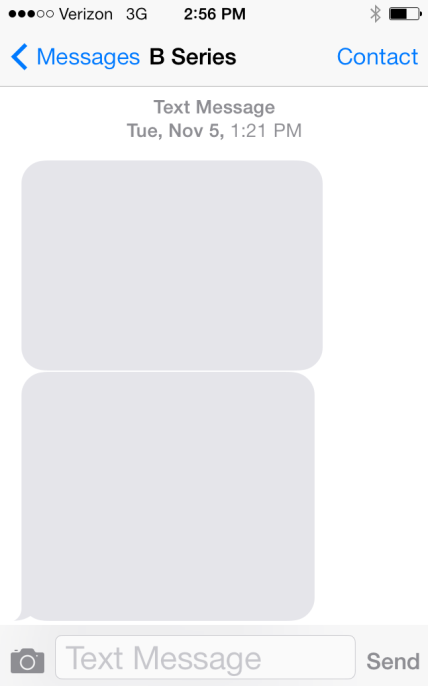 Verizon 3G 2:56 PM
Messages B Series Contact
Text Message
Tue, Nov 5, 1:21 PM
Text Message Send